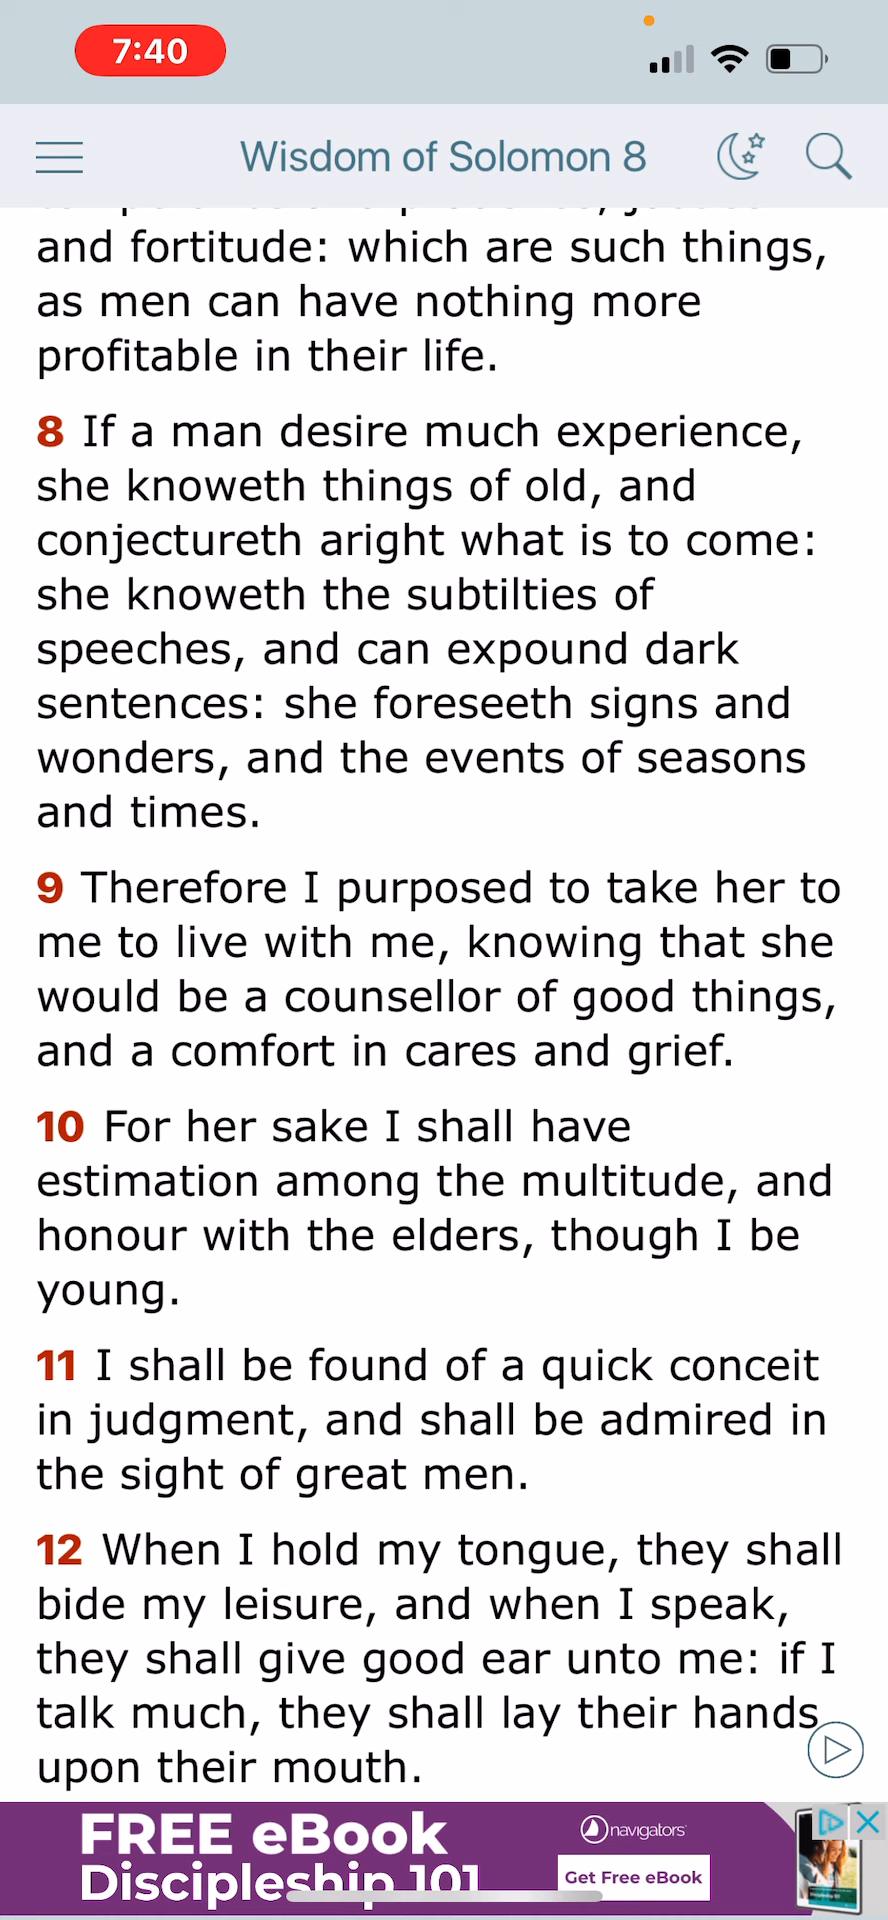 7:40
Wisdom of Solomon 8
and fortitude: which are such things,
as men can have nothing more
profitable in their life.
8 If a man desire much experience,
she knoweth things of old, and
conjectureth aright what is to come:
she knoweth the subtilties of
speeches, and can expound dark
sentences: she foreseeth signs and
wonders, and the events of seasons
and times.
9 Therefore I purposed to take her to
me to live with me, knowing that she
would be a counsellor of good things,
and a comfort in cares and grief.
10 For her sake I shall have
estimation among the multitude, and
honour with the elders, though I be
young.
11 I shall be found of a quick conceit
in judgment, and shall be admired in
the sight of great men.
12 When I hold my tongue, they shall
bide my leisure, and when I speak,
they shall give good ear unto me: if I
talk much, they shall lay their hands
upon their mouth.
FREE eBook
Discipleship 101
navigators
Get Free eBook